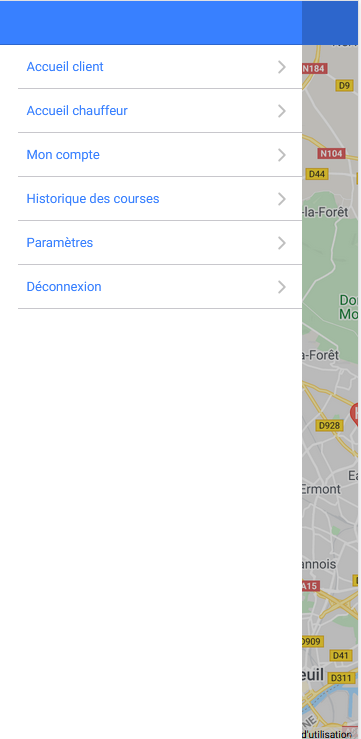 Accueil client
Accueil chauffeur
Mon compte
Historique des courses
Paramètres
Déconnexion
N184
D9
N104
D44
-la-Forêt
Do
Mo
a-Forêt
D928
Ea
Ermont
annois
A15
D909
D41
euil
D311
NE
d'utilisation